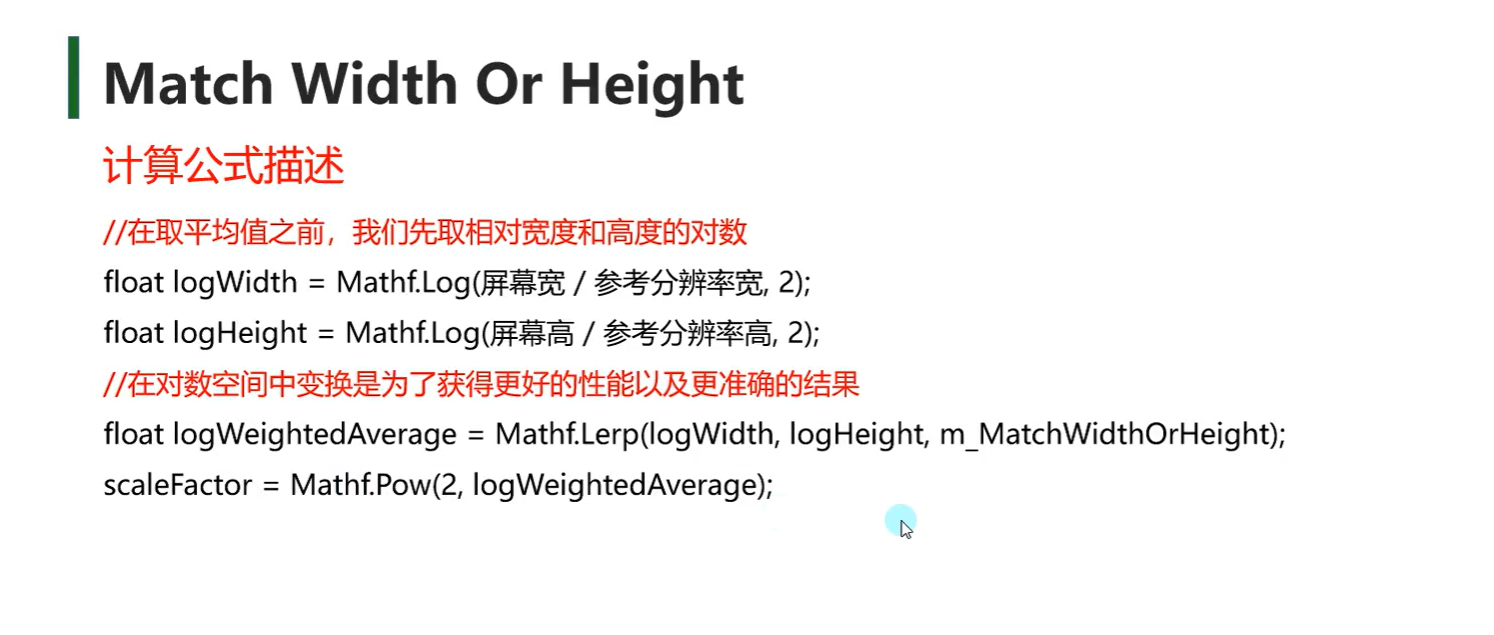 Match Width Or Height
计算公式描述
//在取平均值之前，我们先取相对宽度和高度的对数
float logWidth = Mathf.Log(屏幕宽 / 参考分辨率宽, 2);
float logHeight = Mathf.Log(屏幕高 / 参考分辨率高, 2);
//在对数空间中变换是为了获得更好的性能以及更准确的结果
float logWeightedAverage = Mathf.Lerp(logWidth, logHeight, m_MatchWidthOrHeight);
scaleFactor = Mathf.Pow(2, logWeightedAverage);